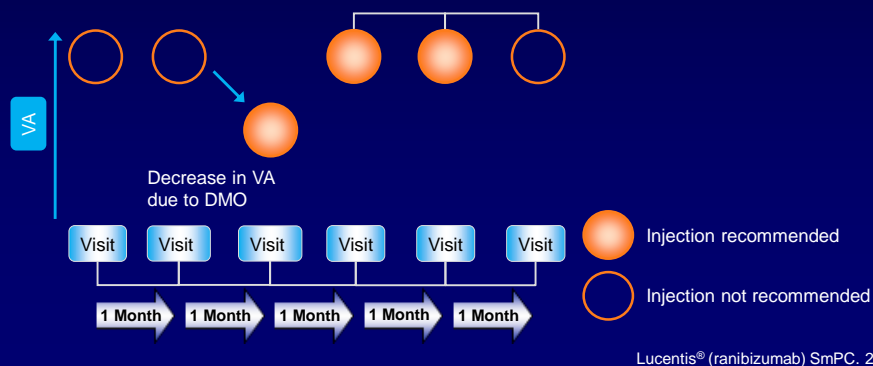 VA
Decrease in VA
due to DMO
Visit Visit Visit Visit Visit Visit
Injection recommended
1 Month 1 Month 1 Month 1 Month 1 Month
Injection not recommended
Lucentis® (ranibizumab) SmPC. 2